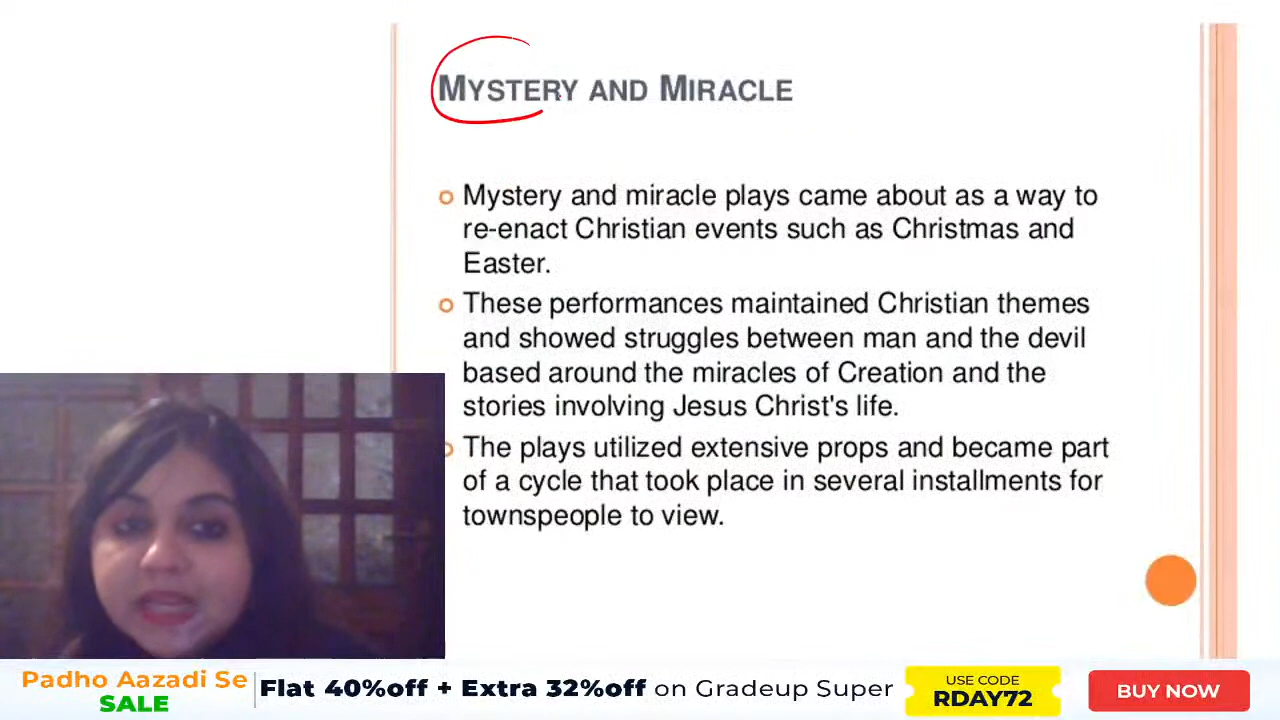 MYSTERY AND MIRACLE
Mystery and miracle plays came about as a way to
re-enact Christian events such as Christmas and
Easter.
These performances maintained Christian themes
and showed struggles between man and the devil
based around the miracles of Creation and the
stories involving Jesus Christ's life.
The plays utilized extensive props and became part
of a cycle that took place in several installments for
townspeople to view.
Padho Aazadi Se
SALE
Flat 40%off + Extra 32%off on Gradeup Super
USE CODE
RDAY72
BUY NOW